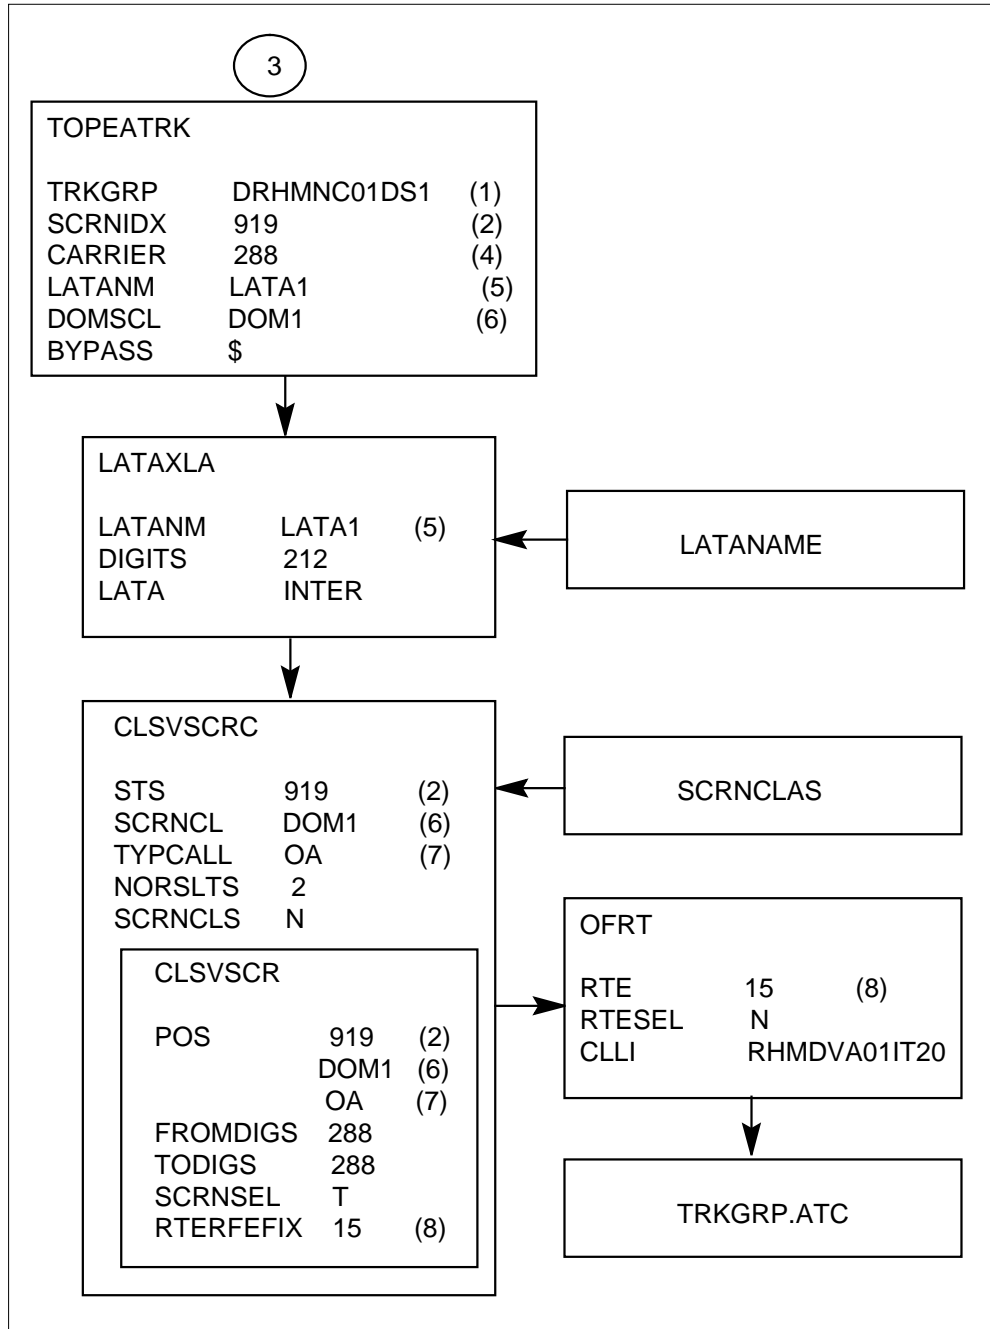 3
TOPEATRK
TRKGRP DRHMNC01DS1 (1)
SCRNIDX 919 (2)
CARRIER 288 (4)
LATANM LATA1 (5)
DOMSCL DOM1 (6)
BYPASS $
LATAXLA
LATANM LATA1 (5)
DIGITS 212
LATA INTER
LATANAME
CLSVSCRC
STS 919 (2)
SCRNCL DOM1 (6)
TYPCALL OA (7)
NORSLTS 2
SCRNCLS N
SCRNCLAS
CLSVSCR
POS 919 (2)
DOM1 (6)
OA (7)
FROMDIGS 288
TODIGS 288
SCRNSEL T
RTERFEFIX 15 (8)
OFRT
RTE 15 (8)
RTESEL N
CLLI RHMDVA01IT20
TRKGRP.ATC